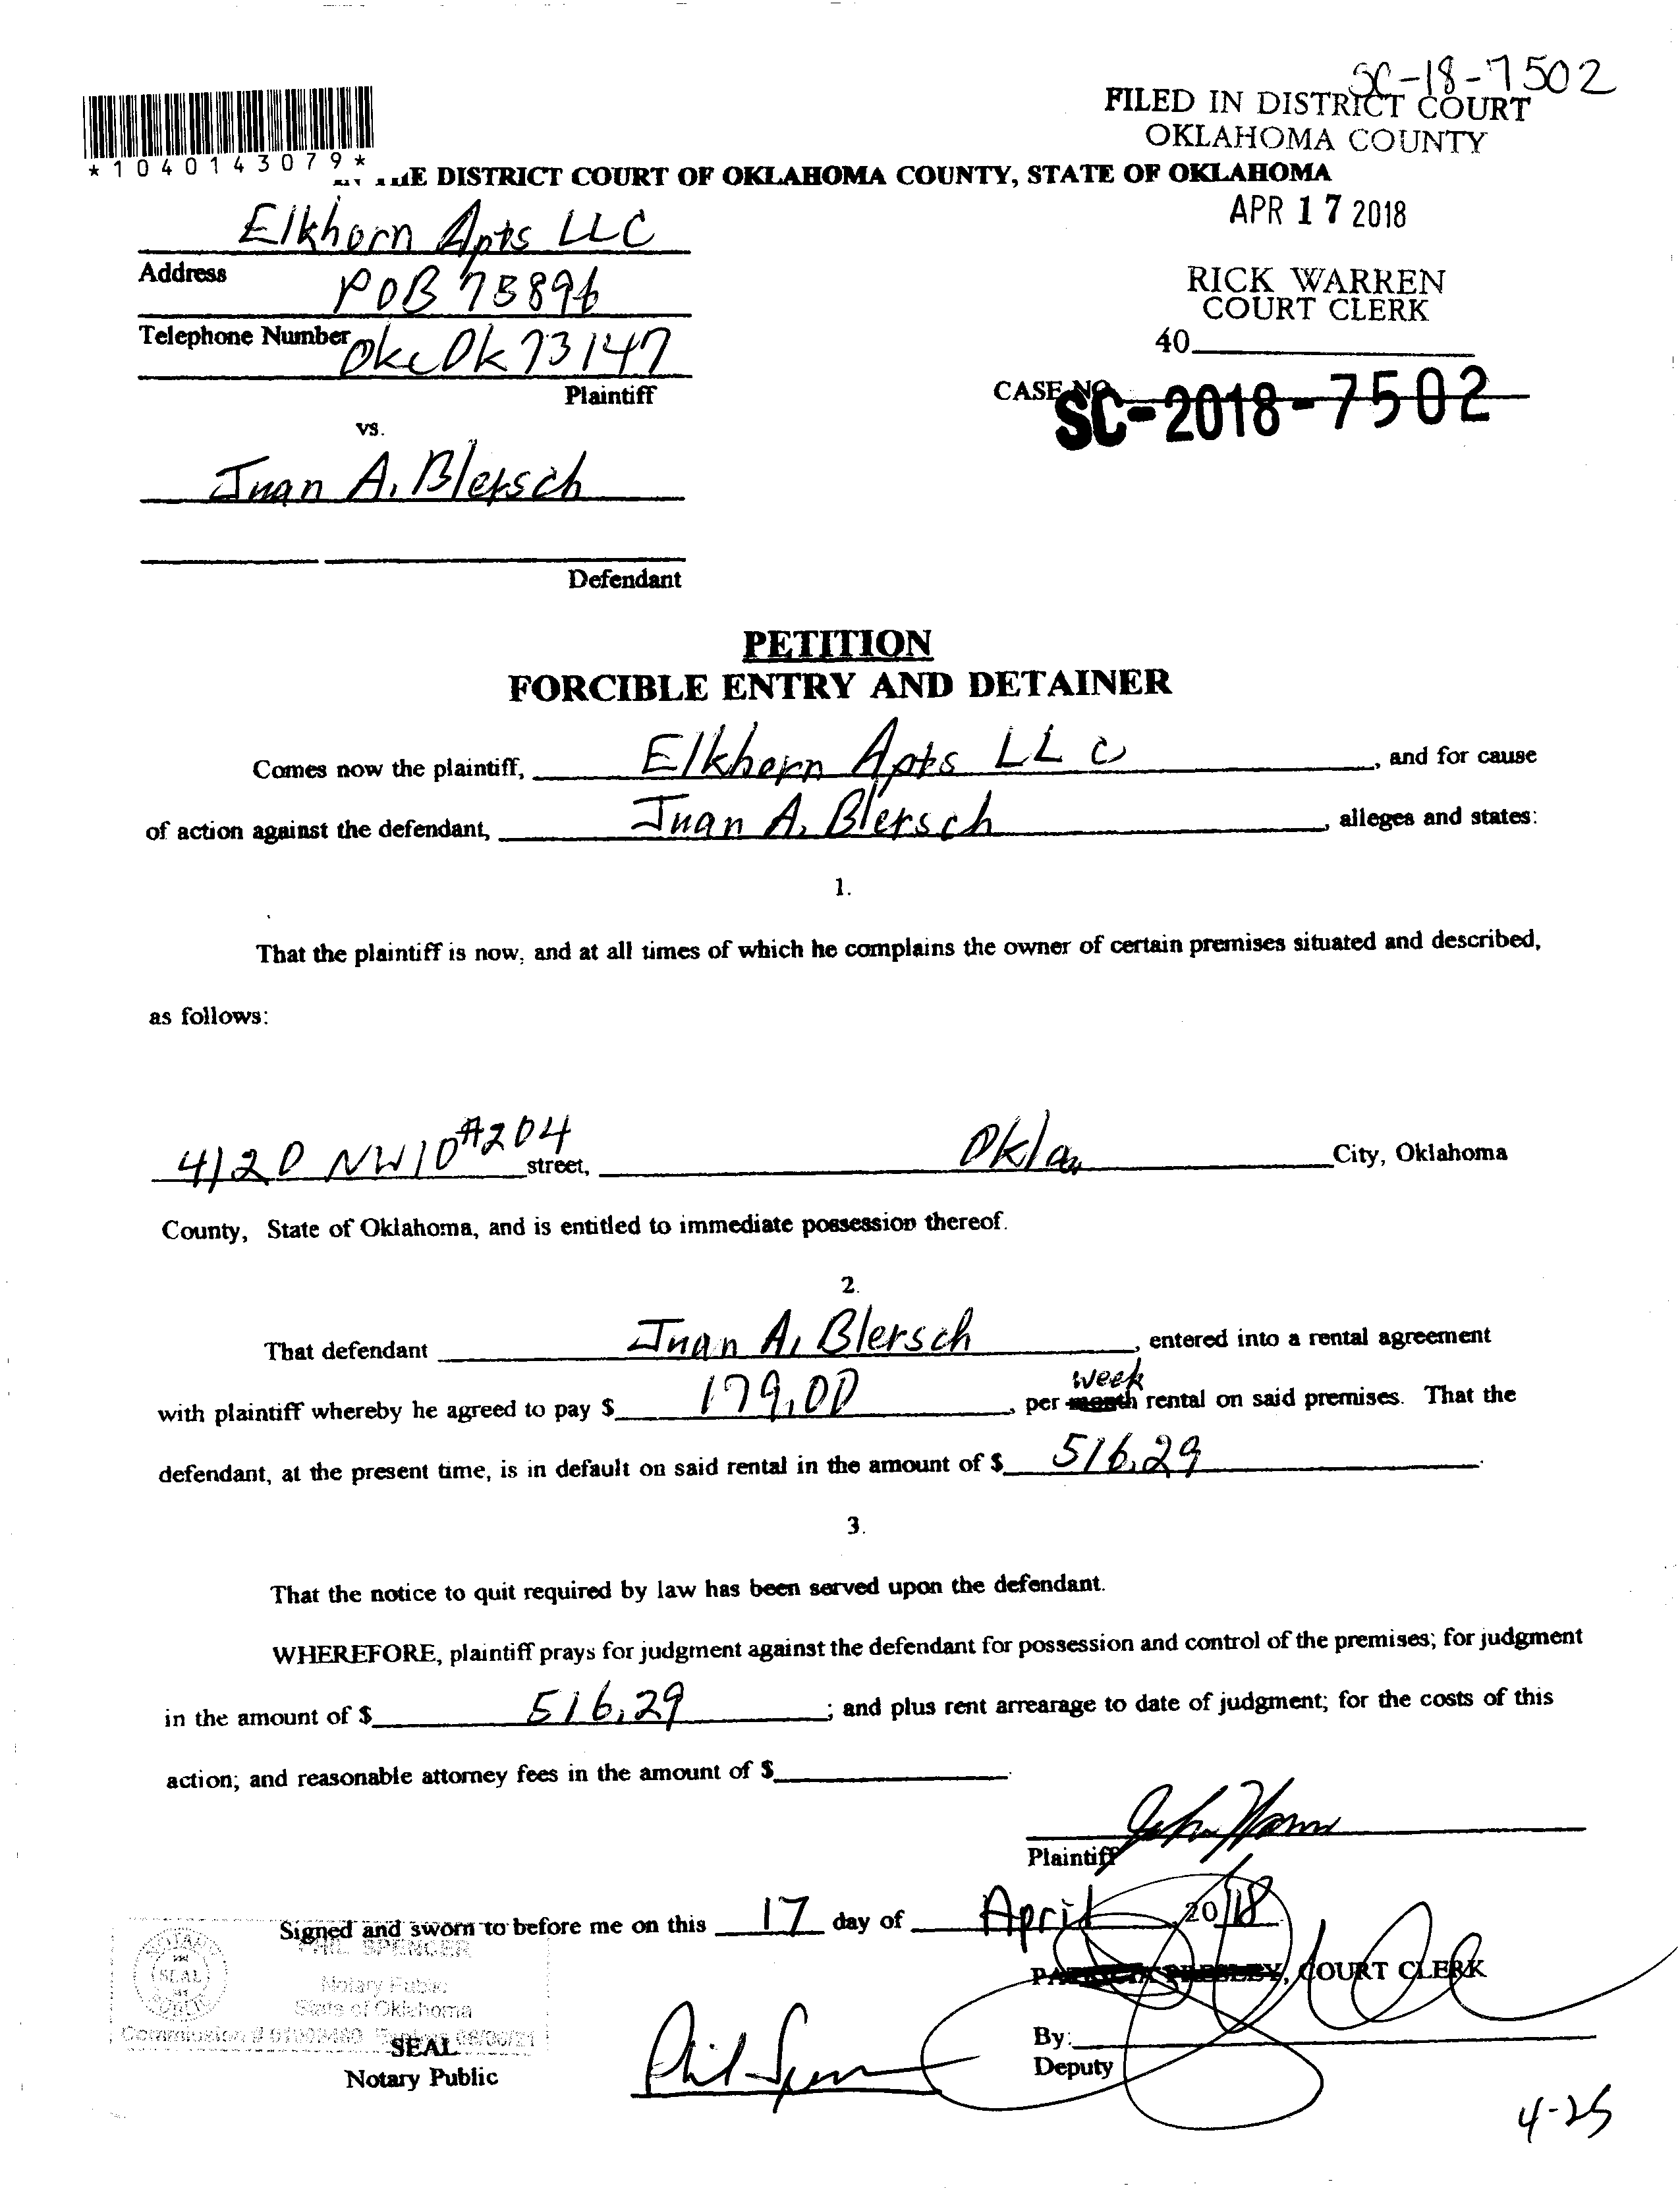 SC-18-7502
FILED IN DISTRICT COURT
OKLAHOMA COUNTY
*1040143079*
THE DISTRICT COURT OF OKLAHOMA COUNTY, STATE OF OKLAHOMA
APR 17 2018
Elkhorn Apts LLC
RICK WARREN
COURT CLERK
Address POB 75896
40
Telephone Number Okc Ok 73147
Plaintiff
CASE NO. SC-2018-7502
vs.
Juan A. Blersch
Defendant
PETITION
FORCIBLE ENTRY AND DETAINER
Comes now the plaintiff, Elkhorn Apts LLC, and for cause
of action against the defendant, Juan A. Blersch, alleges and states:
1.
That the plaintiff is now, and at all times of which he complains the owner of certain premises situated and described,
as follows:
4120 NW 10 #204 street, Okla City, Oklahoma
County, State of Oklahoma, and is entitled to immediate possession thereof.
2.
That defendant Juan A. Blersch, entered into a rental agreement
week
with plaintiff whereby he agreed to pay $ 179.00, per month rental on said premises. That the
defendant, at the present time, is in default on said rental in the amount of $ 516.29.
3.
That the notice to quit required by law has been served upon the defendant.
WHEREFORE, plaintiff prays for judgment against the defendant for possession and control of the premises; for judgment
in the amount of $ 516.29; and plus rent arrearage to date of judgment; for the costs of this
action; and reasonable attorney fees in the amount of $
Plaintiff
Signed and sworn to before me on this 17 day of April, 2018
PHIL SPENCER
SEAL
Notary Public
State of Oklahoma
PATRICIA PRESLEY, COURT CLERK
Commission # 01002480 Expires
SEAL
Notary Public
Phil Spencer
By:
Deputy
4-25